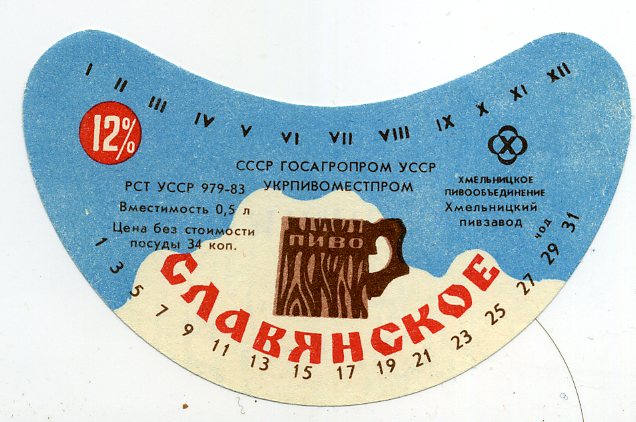 I II III IV V VI VII VIII IX X XI XII
12%
СССР ГОСАГРОПРОМ УССР
УКРПИВОМЕСТПРОМ
РСТ УССР 979-83
Вместимость 0,5 л
Цена без стоимости
посуды 34 коп.
ХМЕЛЬНИЦКОЕ
ПИВООБЪЕДИНЕНИЕ
Хмельницкий
пивзавод
ПИВО
СЛАВЯНСКОЕ
1 3 5 7 9 11 13 15 17 19 21 23 25 27 29 31